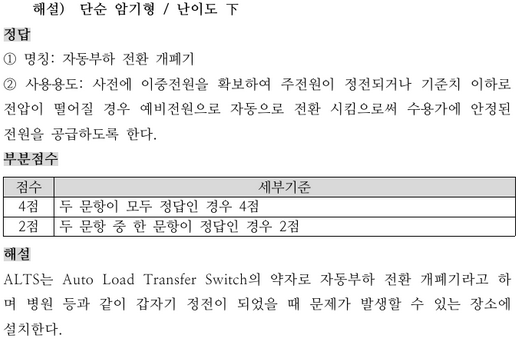 해설) 단순 암기형 / 난이도 下
정답
① 명칭: 자동부하 전환 개폐기
② 사용용도: 사전에 이중전원을 확보하여 주전원이 정전되거나 기준치 이하로
전압이 떨어질 경우 예비전원으로 자동으로 전환 시킴으로써 수용가에 안정된
전원을 공급하도록 한다.
부분점수
점수 세부기준
4점 두 문항이 모두 정답인 경우 4점
2점 두 문항 중 한 문항이 정답인 경우 2점
해설
ALTS는 Auto Load Transfer Switch의 약자로 자동부하 전환 개폐기라고 하
며 병원 등과 같이 갑자기 정전이 되었을 때 문제가 발생할 수 있는 장소에
설치한다.